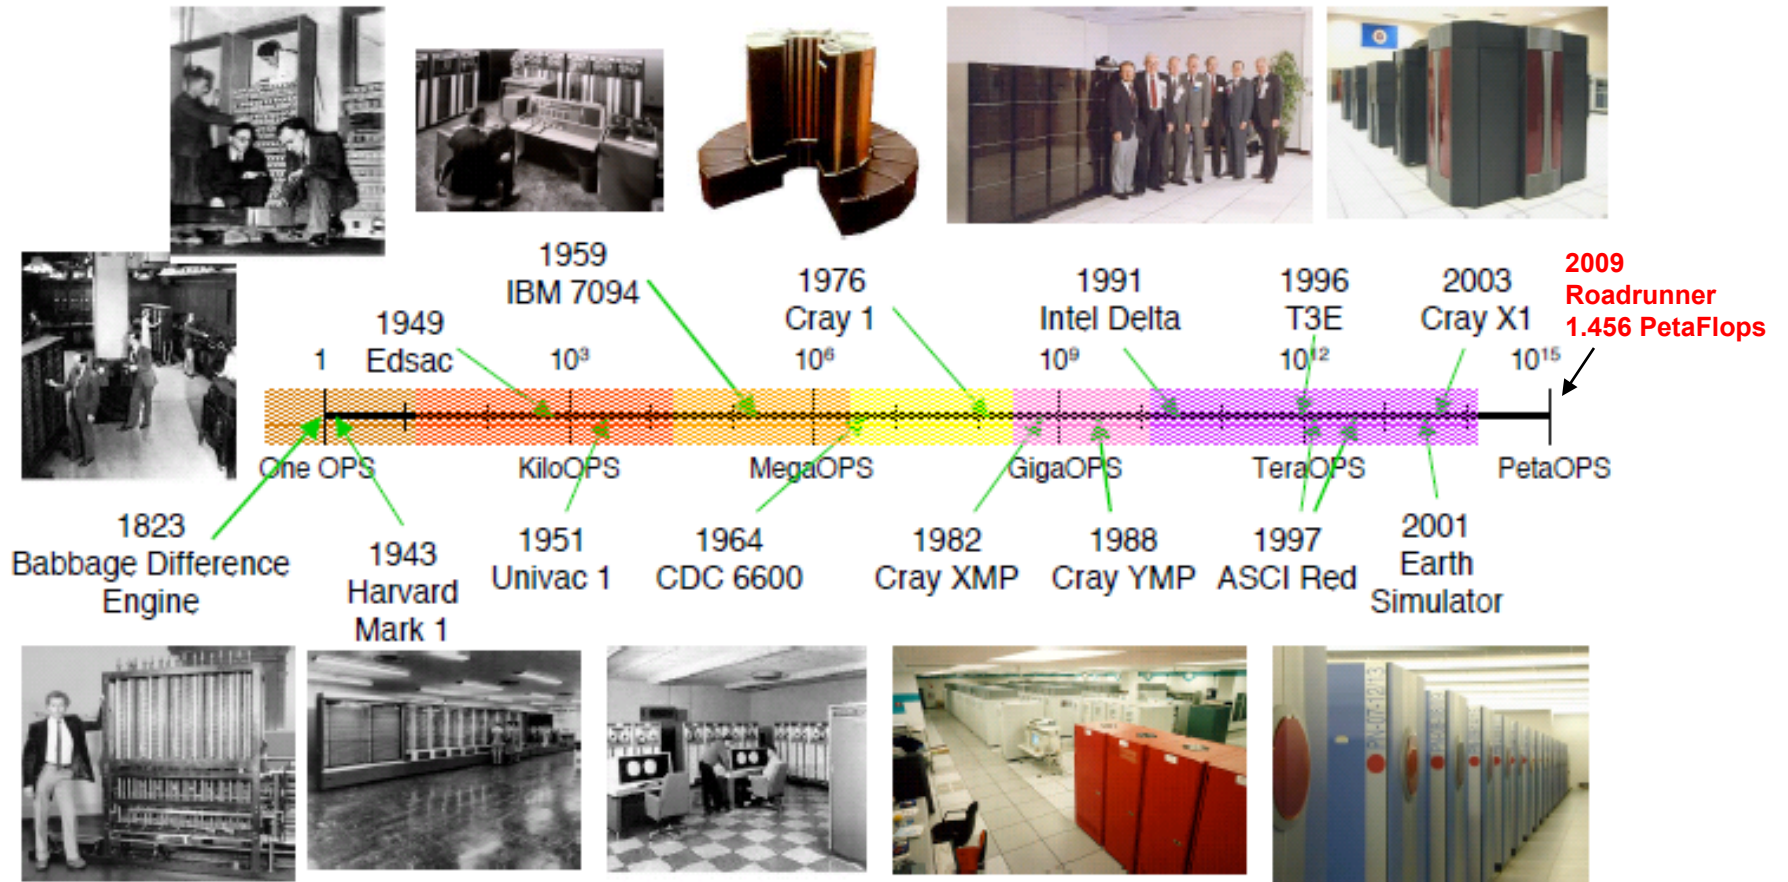 1959
IBM 7094
1949
Edsac
1976
Cray 1
1991
Intel Delta
1996
T3E
2003
Cray X1
2009
Roadrunner
1.456 PetaFlops
1
10³
10⁶
10⁹
10¹²
10¹⁵
One OPS
KiloOPS
MegaOPS
GigaOPS
TeraOPS
PetaOPS
1823
Babbage Difference
Engine
1943
Harvard
Mark 1
1951
Univac 1
1964
CDC 6600
1982
Cray XMP
1988
Cray YMP
1997
ASCI Red
2001
Earth
Simulator